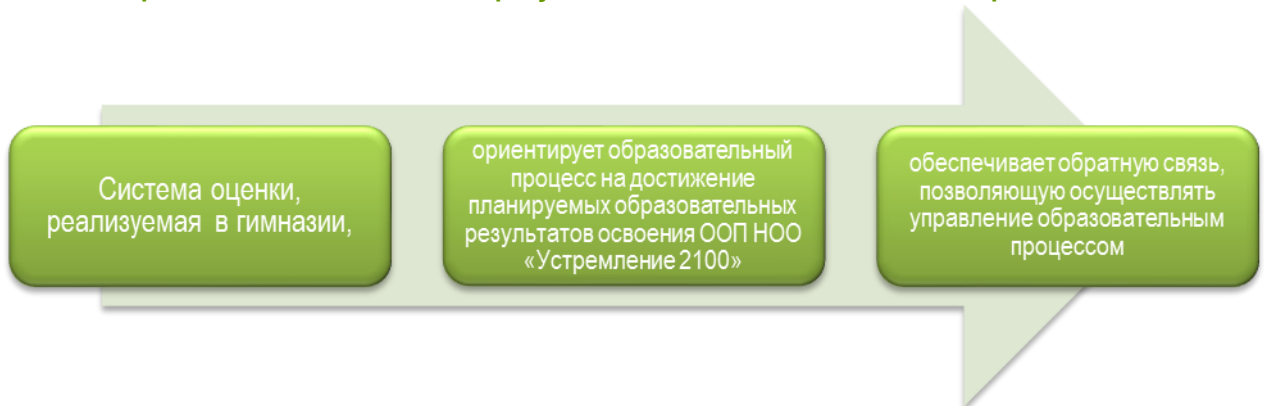 Система оценки,
реализуемая в гимназии,
ориентирует образовательный
процесс на достижение
планируемых образовательных
результатов освоения ООП НОО
«Устремление 2100»
обеспечивает обратную связь,
позволяющую осуществлять
управление образовательным
процессом